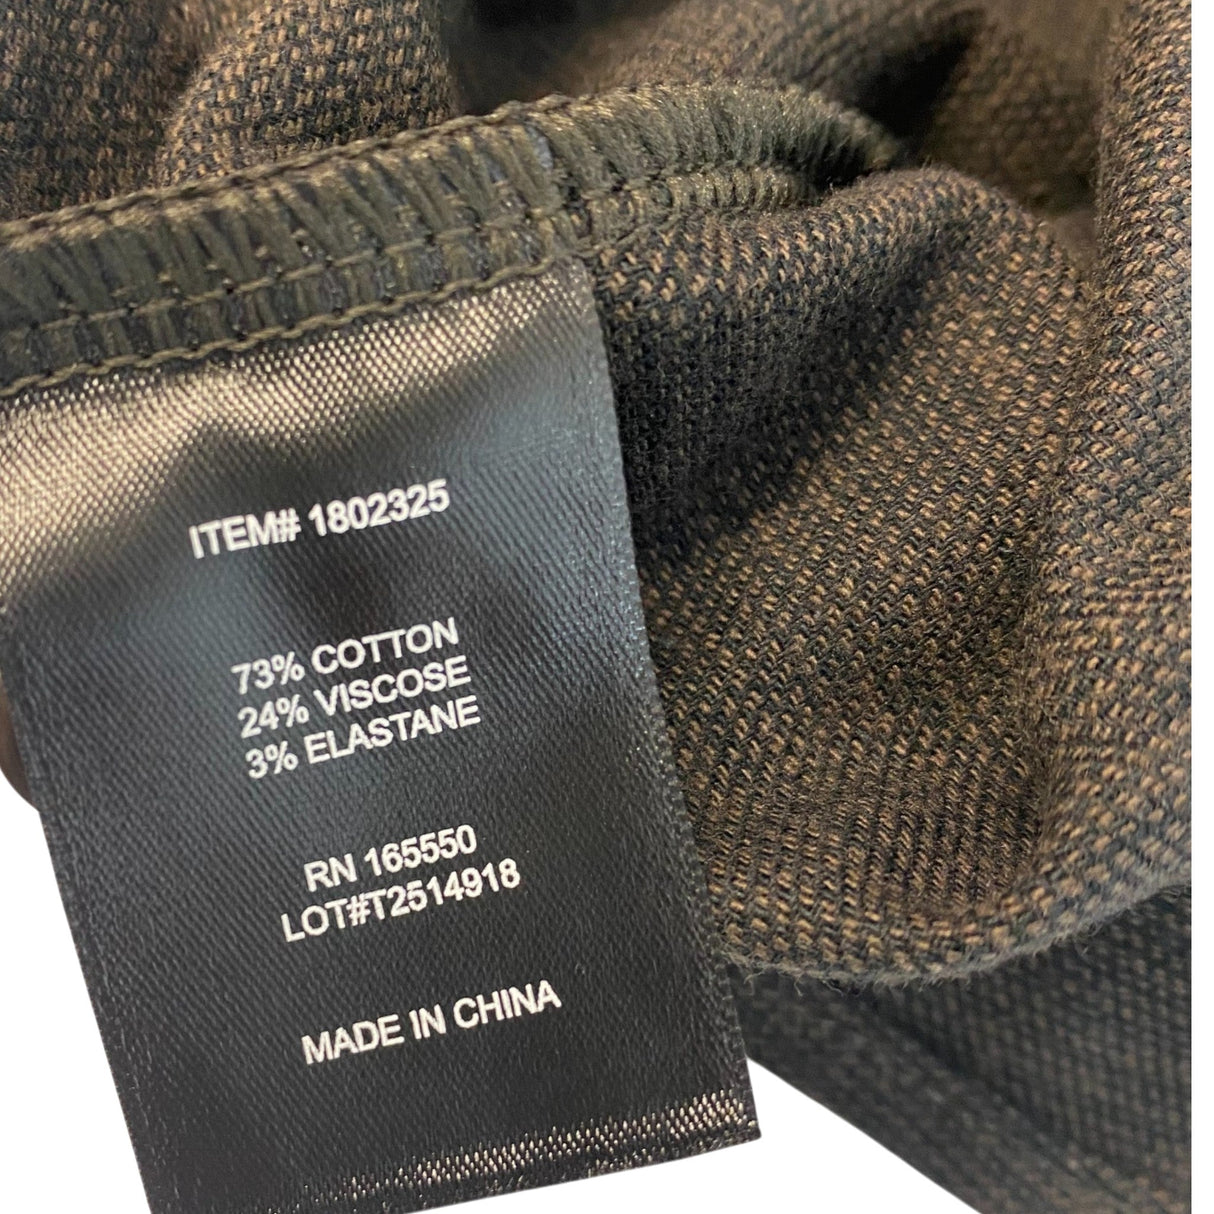 ITEM# 1802325
73% COTTON
24% VISCOSE
3% ELASTANE
RN 165550
LOT#T2514918
MADE IN CHINA